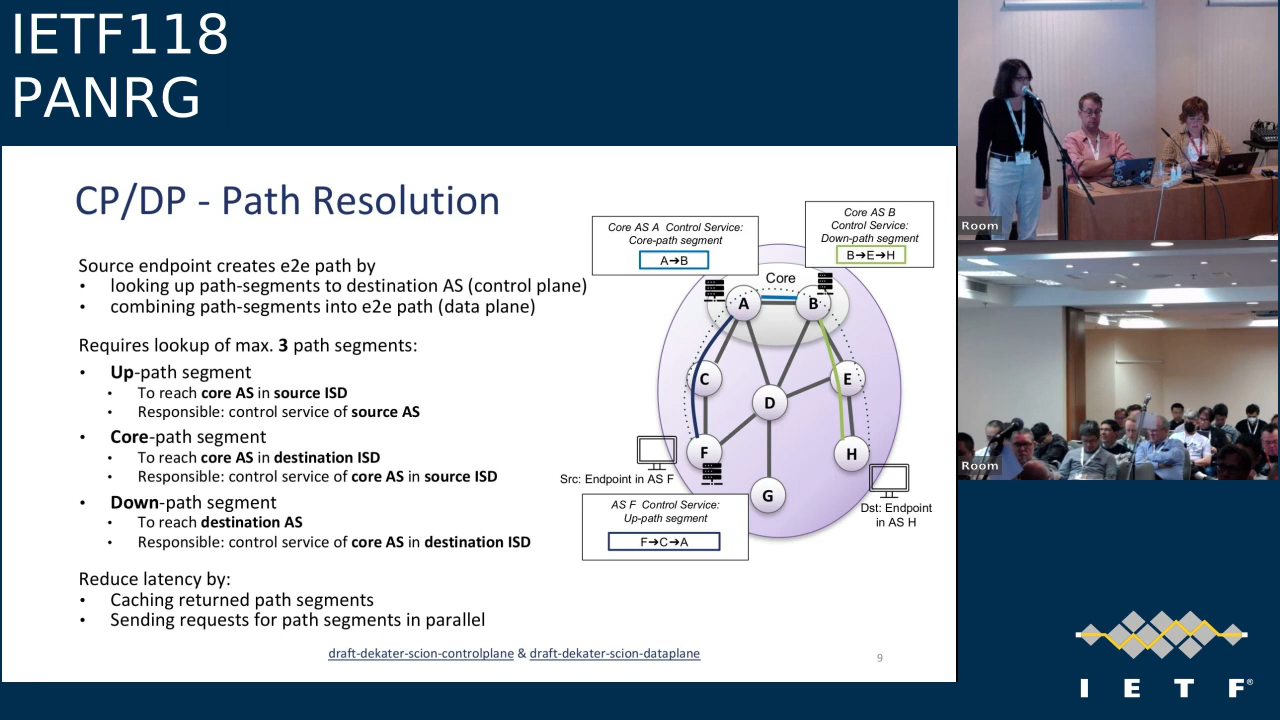 IETF118
PANRG
CP/DP - Path Resolution
Source endpoint creates e2e path by
• looking up path-segments to destination AS (control plane)
• combining path-segments into e2e path (data plane)
Requires lookup of max. 3 path segments:
• Up-path segment
• To reach core AS in source ISD
• Responsible: control service of source AS
• Core-path segment
• To reach core AS in destination ISD
• Responsible: control service of core AS in source ISD
• Down-path segment
• To reach destination AS
• Responsible: control service of core AS in destination ISD
Reduce latency by:
• Caching returned path segments
• Sending requests for path segments in parallel
draft-dekater-scion-controlplane & draft-dekater-scion-dataplane
9
Core AS A Control Service:
Core-path segment
A➔B
Core AS B
Control Service:
Down-path segment
B➔E➔H
Core
A
B
C
E
D
F
H
G
Src: Endpoint in AS F
Dst: Endpoint
in AS H
AS F Control Service:
Up-path segment
F➔C➔A
Room
Room
IETF®